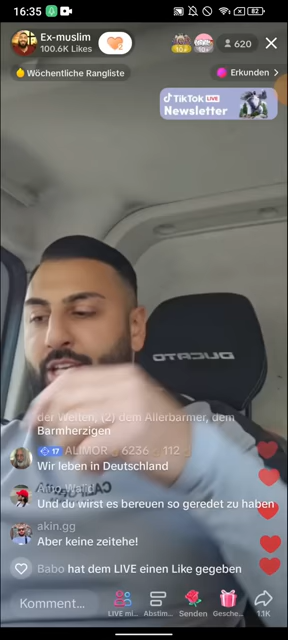 16:35
82
Ex-muslim
100.6K Likes
620
Wöchentliche Rangliste
Erkunden
TikTok LIVE
Newsletter
DUCATO
der Welten, (2) dem Allerbarmer, dem
Barmherzigen
17 ALIMOR 6236 112
Wir leben in Deutschland
Und du wirst es bereuen so geredet zu haben
akin.gg
Aber keine zeitehe!
Babo hat dem LIVE einen Like gegeben
Komment...
LIVE mi...
Abstim...
Senden
Gesche...